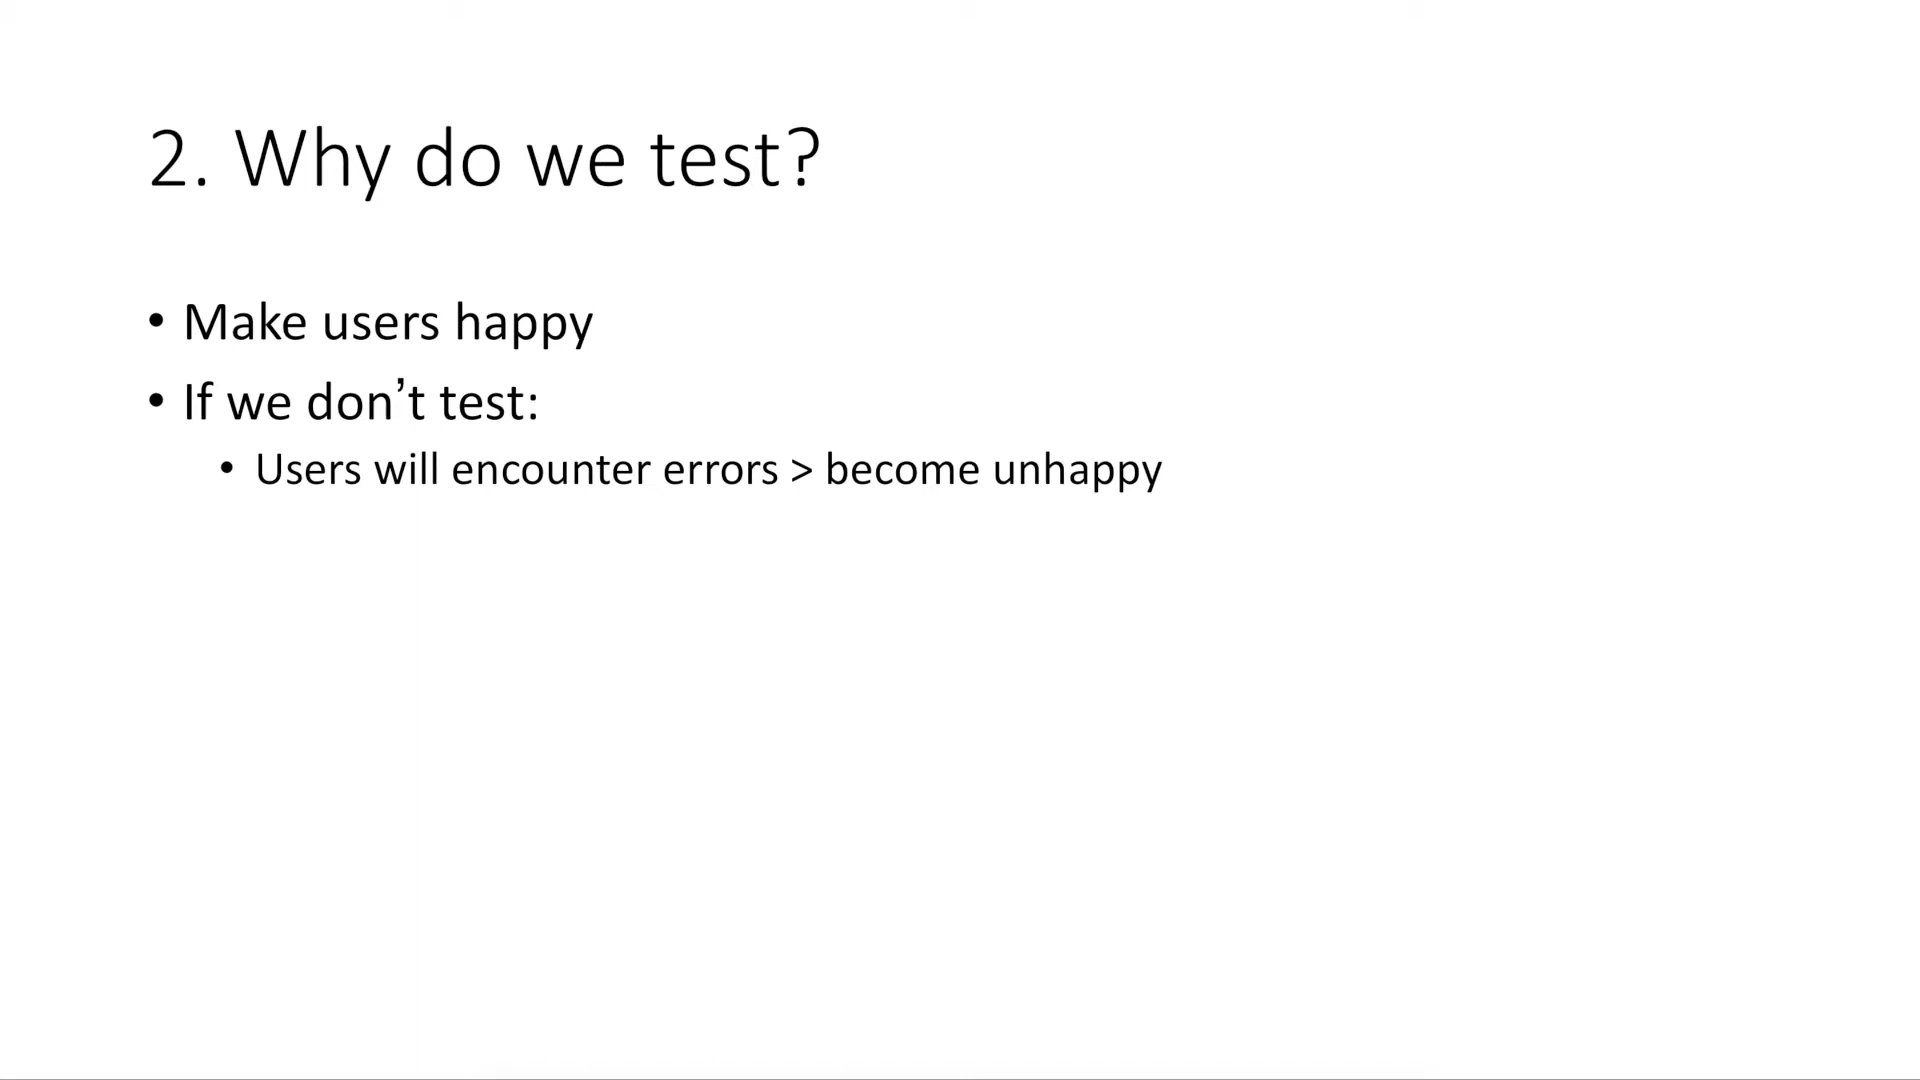 2. Why do we test?
• Make users happy
• If we don’t test:
• Users will encounter errors > become unhappy